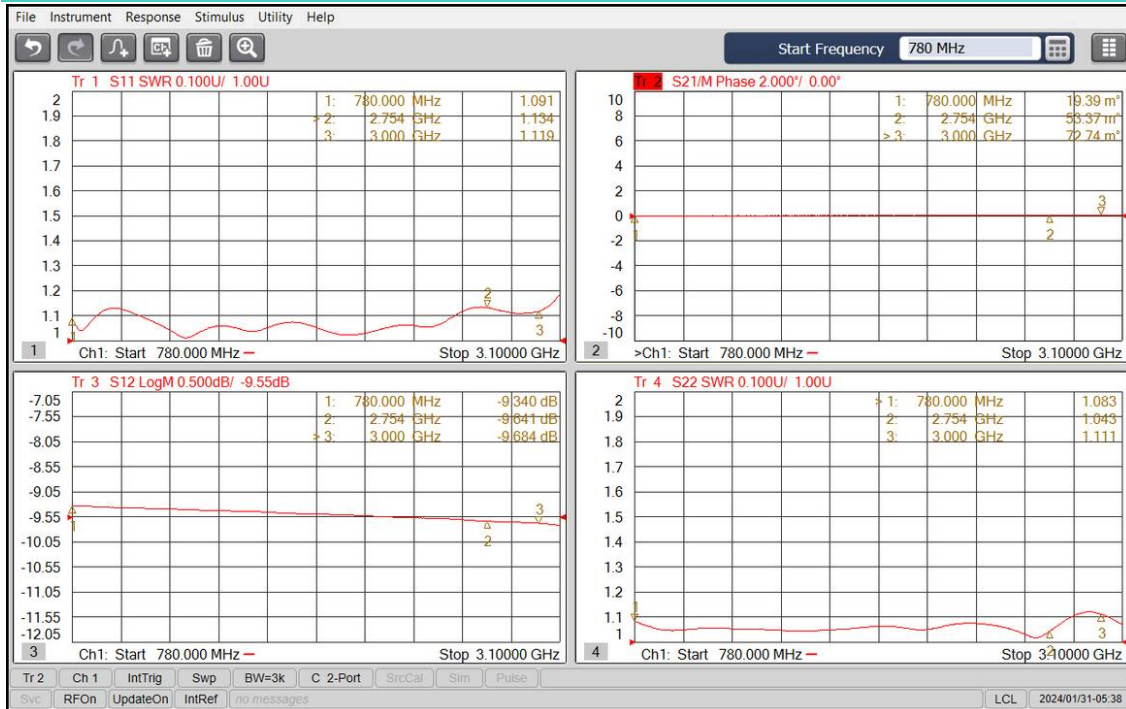 File Instrument Response Stimulus Utility Help
Start Frequency 780 MHz
Tr 1 S11 SWR 0.100U/ 1.00U
2
1.9
1.8
1.7
1.6
1.5
1.4
1.3
1.2
1.1
1
1: 780.000 MHz 1.091
> 2: 2.754 GHz 1.134
3: 3.000 GHz 1.119
1
2
3
1 Ch1: Start 780.000 MHz Stop 3.10000 GHz
Tr 2 S21/M Phase 2.000°/ 0.00°
10
8
6
4
2
0
-2
-4
-6
-8
-10
1: 780.000 MHz 19.39 m°
2: 2.754 GHz 53.37 m°
> 3: 3.000 GHz 72.74 m°
1
2
3
2 >Ch1: Start 780.000 MHz Stop 3.10000 GHz
Tr 3 S12 LogM 0.500dB/ -9.55dB
-7.05
-7.55
-8.05
-8.55
-9.05
-9.55
-10.05
-10.55
-11.05
-11.55
-12.05
1: 780.000 MHz -9.340 dB
2: 2.754 GHz -9.641 dB
> 3: 3.000 GHz -9.684 dB
1
2
3
3 Ch1: Start 780.000 MHz Stop 3.10000 GHz
Tr 4 S22 SWR 0.100U/ 1.00U
2
1.9
1.8
1.7
1.6
1.5
1.4
1.3
1.2
1.1
1
> 1: 780.000 MHz 1.083
2: 2.754 GHz 1.043
3: 3.000 GHz 1.111
1
2
3
4 Ch1: Start 780.000 MHz Stop 3.10000 GHz
Tr 2 Ch 1 IntTrig Swp BW=3k C 2-Port SrcCal Sim Pulse
Svc RFOn UpdateOn IntRef no messages LCL 2024/01/31-05:38